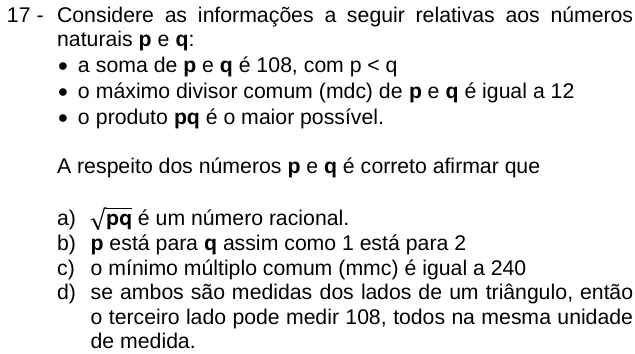 17 - Considere as informações a seguir relativas aos números
naturais p e q:
• a soma de p e q é 108, com p < q
• o máximo divisor comum (mdc) de p e q é igual a 12
• o produto pq é o maior possível.
A respeito dos números p e q é correto afirmar que
a) √pq é um número racional.
b) p está para q assim como 1 está para 2
c) o mínimo múltiplo comum (mmc) é igual a 240
d) se ambos são medidas dos lados de um triângulo, então
o terceiro lado pode medir 108, todos na mesma unidade
de medida.